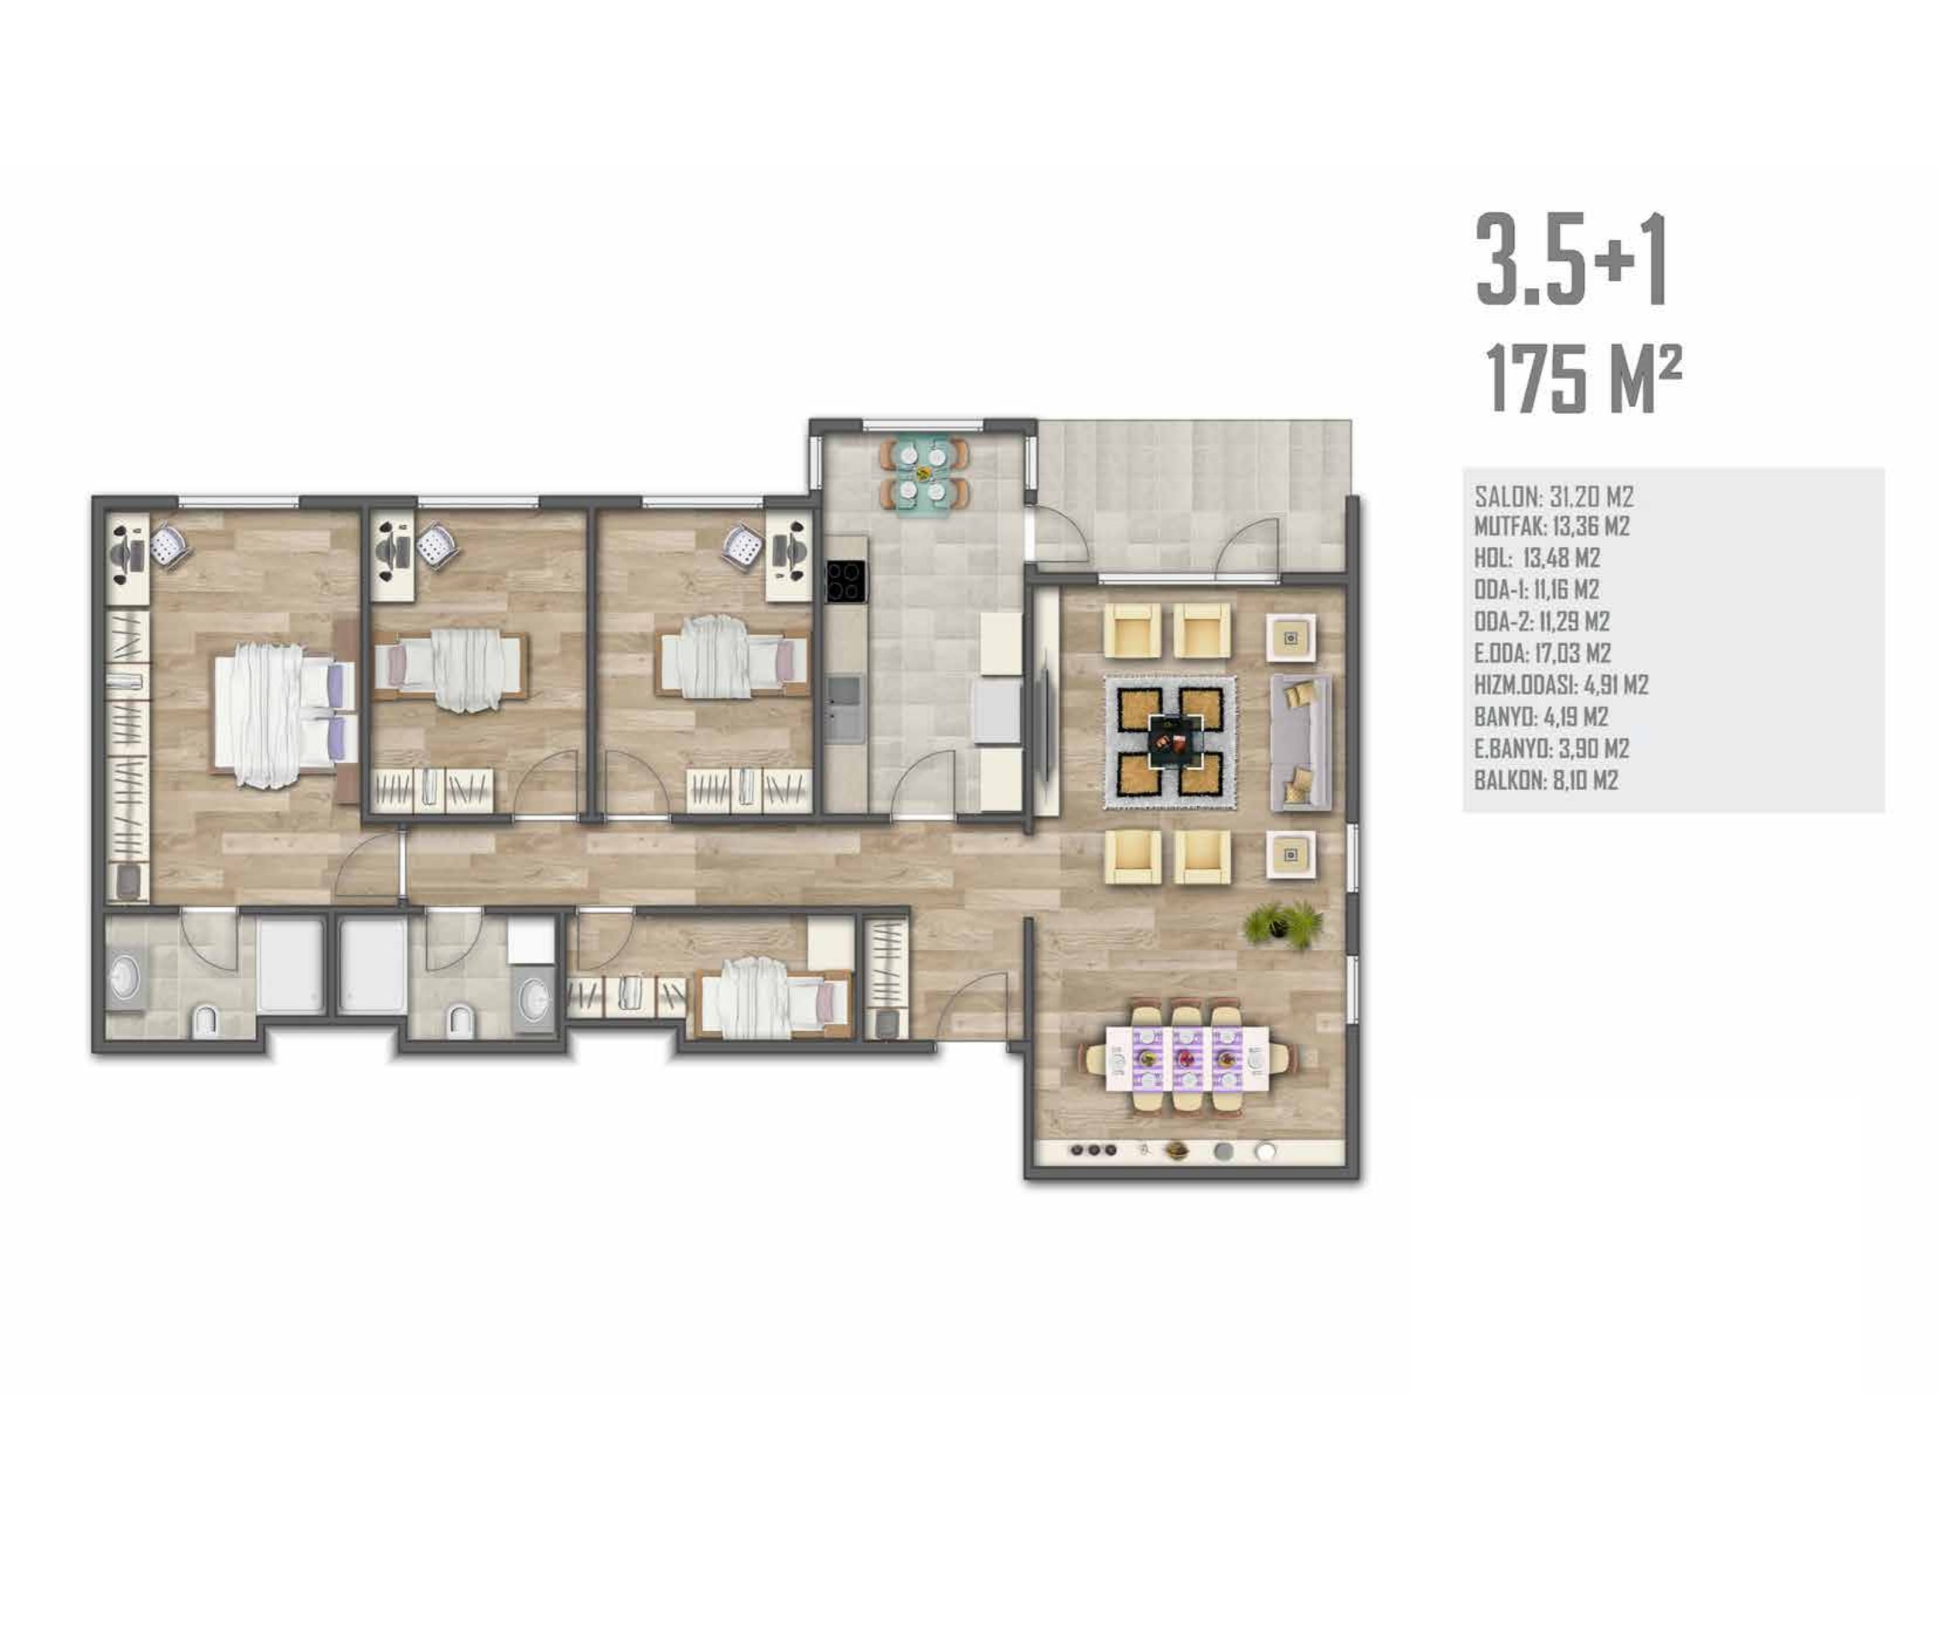 3.5+1
175 M²
SALON: 31.20 M2
MUTFAK: 13,36 M2
HOL: 13,48 M2
ODA-1: 11,16 M2
ODA-2: 11,29 M2
E.ODA: 17,03 M2
HIZM.ODASI: 4,91 M2
BANYO: 4,19 M2
E.BANYO: 3,90 M2
BALKON: 8,10 M2